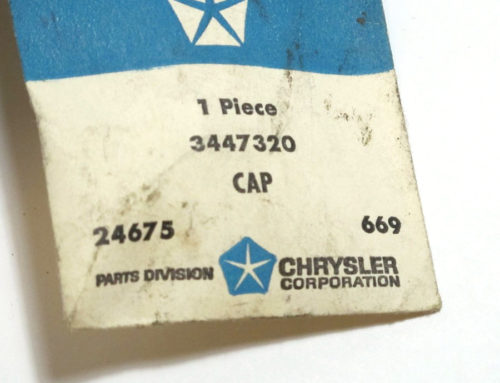 1 Piece
3447320
CAP
24675 669
PARTS DIVISION CHRYSLER
CORPORATION